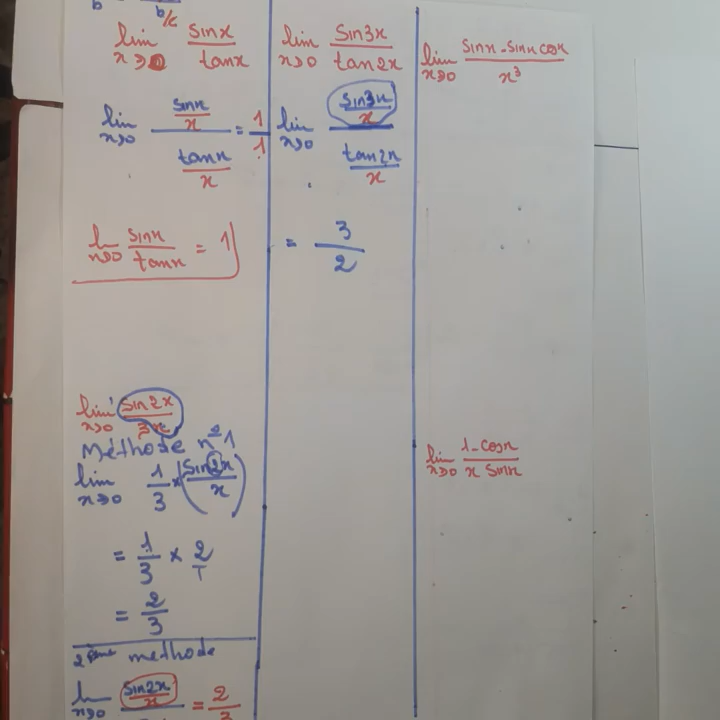 b b/c
lim x→0 sinx/tanx
lim x→0 (sinx/x)/(tanx/x) = 1/1
lim x→0 sinx/tanx = 1
lim x→0 sin2x/3x
Méthode n°1
lim x→0 1/3 × (sin2x/x)
= 1/3 × 2/1
= 2/3
2ème methode
lim x→0 (sin2x/x) = 2/3
lim x→0 sin3x/tan2x
lim x→0 (sin3x/x)/(tan2x/x)
= 3/2
lim x→0 (sinx - sinx cosx)/x³
lim x→0 (1-cosx)/(x sinx)